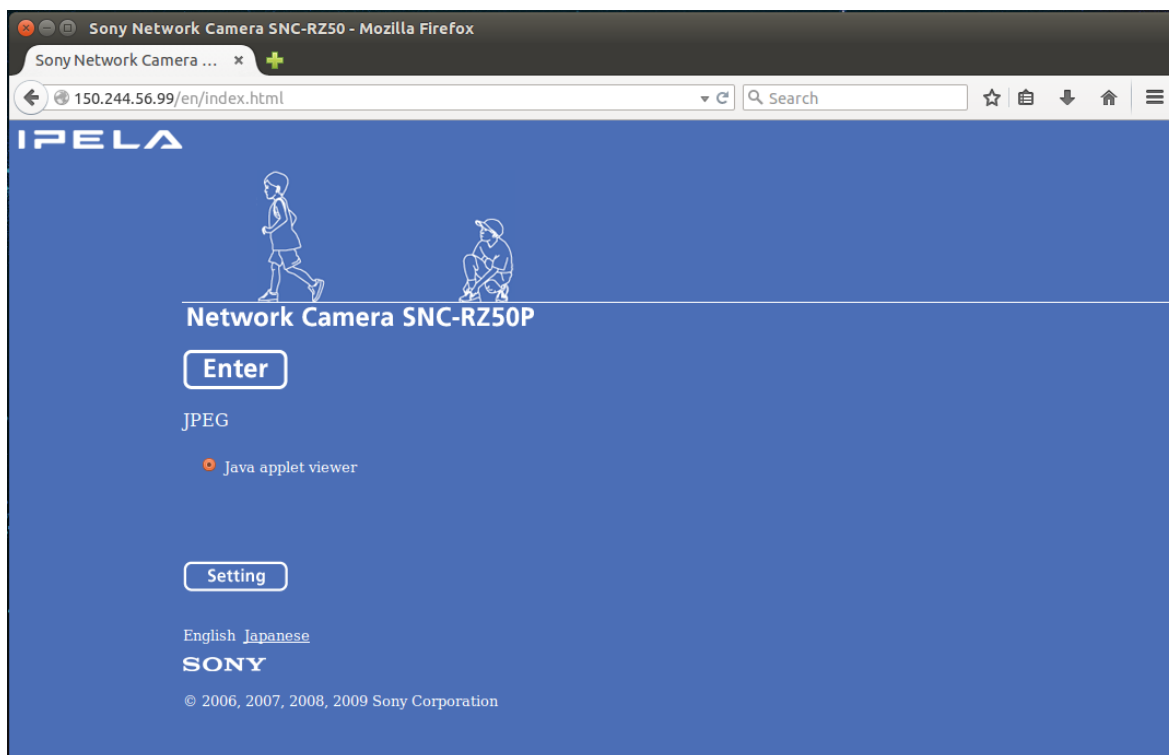 Sony Network Camera SNC-RZ50 - Mozilla Firefox
Sony Network Camera ...
150.244.56.99/en/index.html
Search
IPELA
Network Camera SNC-RZ50P
Enter
JPEG
Java applet viewer
Setting
English Japanese
SONY
© 2006, 2007, 2008, 2009 Sony Corporation